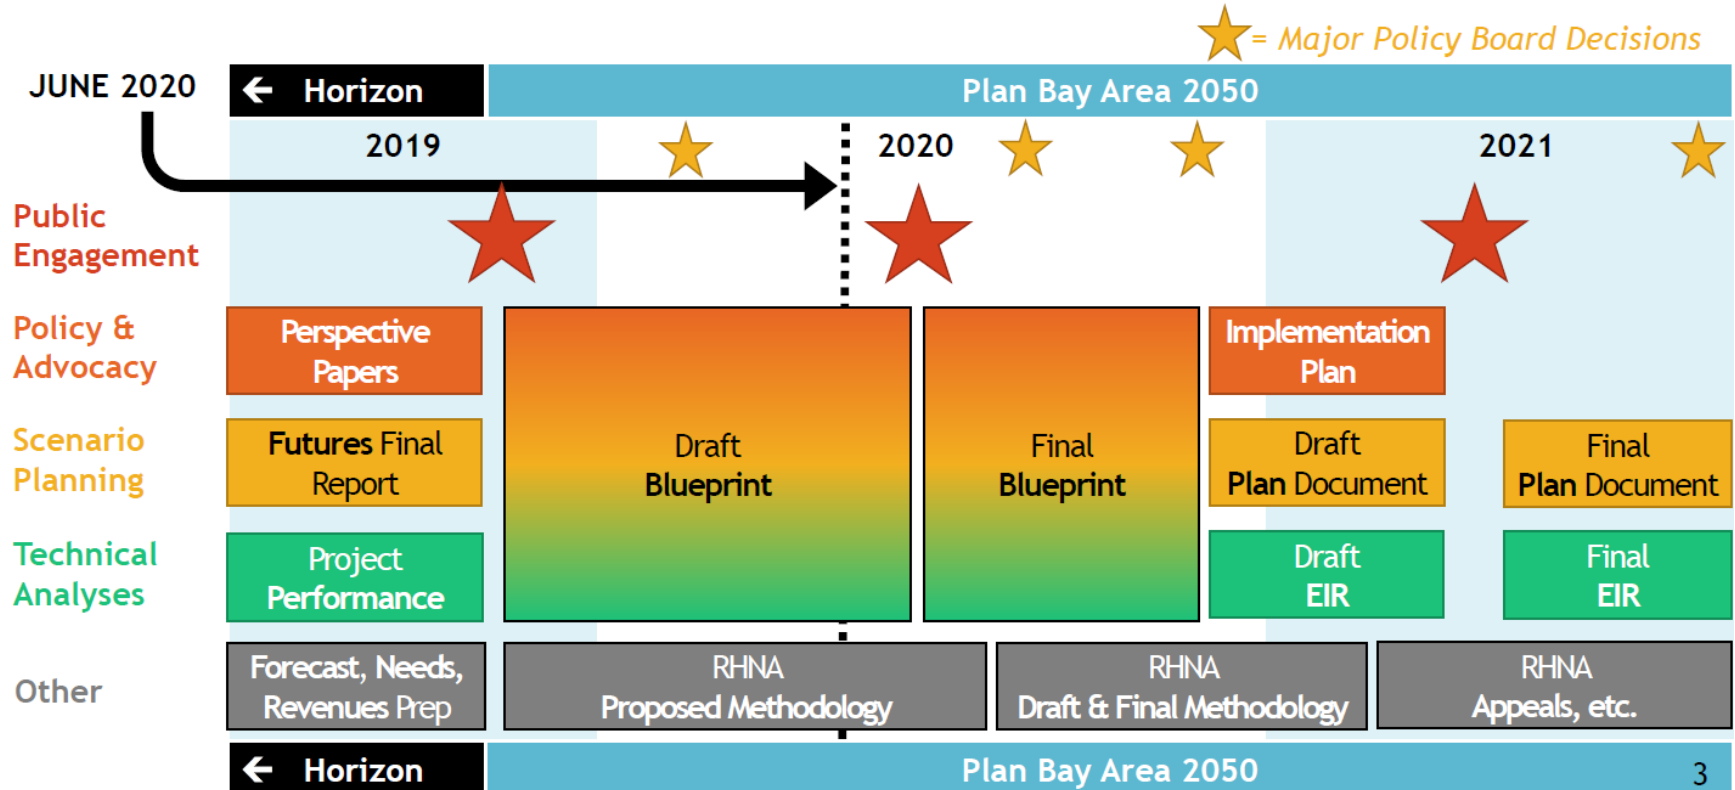 = Major Policy Board Decisions
JUNE 2020
← Horizon
Plan Bay Area 2050
2019
2020
2021
Public
Engagement
Policy &
Advocacy
Perspective
Papers
Implementation
Plan
Scenario
Planning
Futures Final
Report
Draft
Blueprint
Final
Blueprint
Draft
Plan Document
Final
Plan Document
Technical
Analyses
Project
Performance
Draft
EIR
Final
EIR
Other
Forecast, Needs,
Revenues Prep
RHNA
Proposed Methodology
RHNA
Draft & Final Methodology
RHNA
Appeals, etc.
← Horizon
Plan Bay Area 2050
3